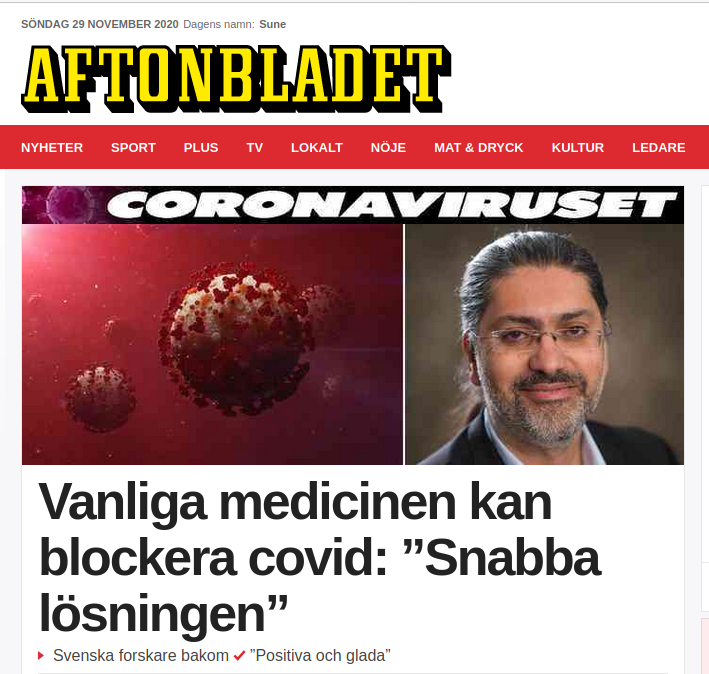 SÖNDAG 29 NOVEMBER 2020 Dagens namn: Sune
AFTONBLADET
NYHETER SPORT PLUS TV LOKALT NÖJE MAT & DRYCK KULTUR LEDARE
CORONAVIRUSET
Vanliga medicinen kan
blockera covid: ”Snabba
lösningen”
Svenska forskare bakom ”Positiva och glada”